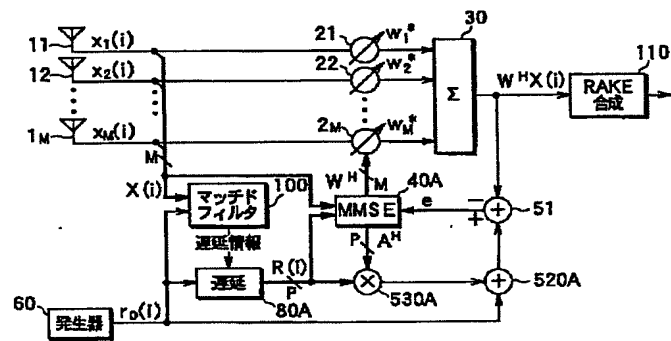 30
11
x₁(i)
21
w₁*
110
12
x₂(i)
22
w₂*
Σ
WᴴX(i)
RAKE
合成
1M
xM(i)
2M
wM*
M
Wᴴ
M
40A
X(i)
マッチド
フィルタ
100
MMSE
e
−
+
+
51
遅延情報
P
Aᴴ
遅延
R(i)
P
×
+
520A
60
発生器
r_D(i)
80A
530A